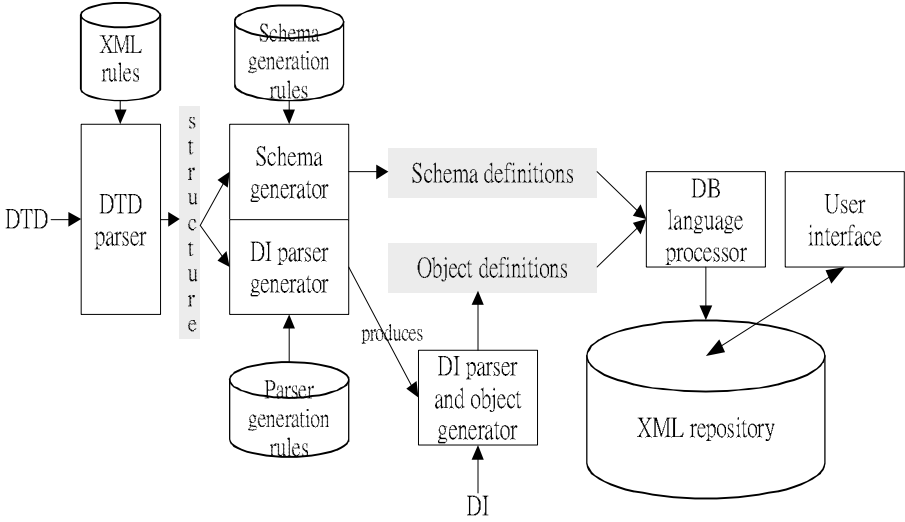 XML
rules
Schema
generation
rules
s
t
r
u
c
t
u
r
e
DTD
DTD
parser
Schema
generator
DI parser
generator
Schema definitions
Object definitions
DB
language
processor
User
interface
produces
Parser
generation
rules
DI parser
and object
generator
XML repository
DI